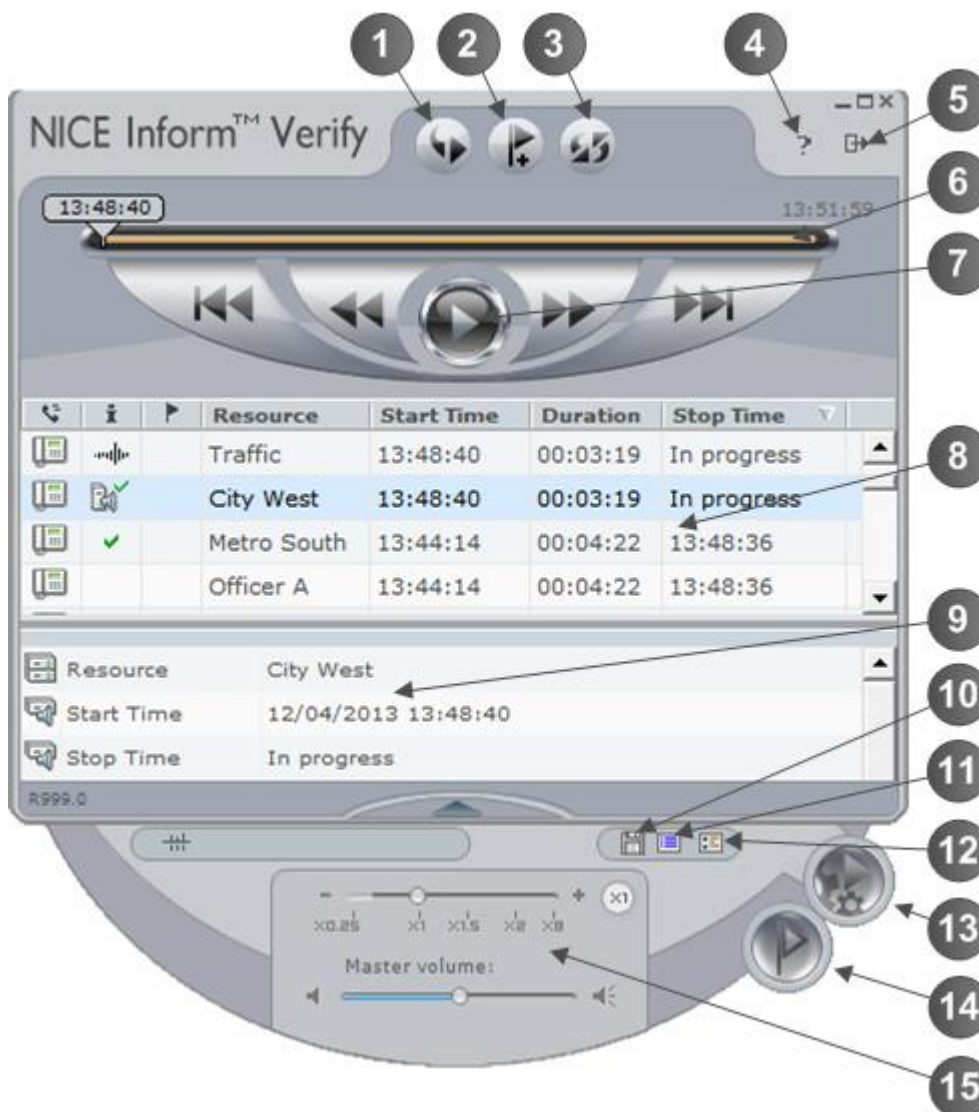 1 2 3 4 5
NICE Inform™ Verify
?
6
13:48:40 13:51:59
7
Resource Start Time Duration Stop Time
Traffic 13:48:40 00:03:19 In progress
8
City West 13:48:40 00:03:19 In progress
Metro South 13:44:14 00:04:22 13:48:36
Officer A 13:44:14 00:04:22 13:48:36
9
Resource City West
10
Start Time 12/04/2013 13:48:40
Stop Time In progress
11
R999.0
12
- + X1
X0.25 X1 X1.5 X2 X8
13
Master volume:
14
15